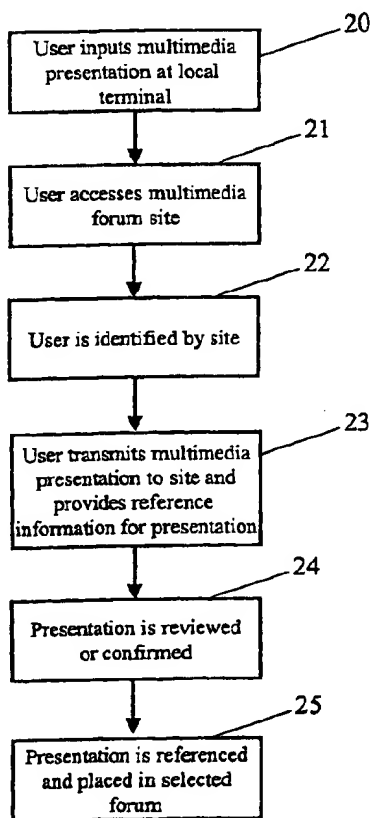 20
User inputs multimedia
presentation at local
terminal
21
User accesses multimedia
forum site
22
User is identified by site
23
User transmits multimedia
presentation to site and
provides reference
information for presentation
24
Presentation is reviewed
or confirmed
25
Presentation is referenced
and placed in selected
forum